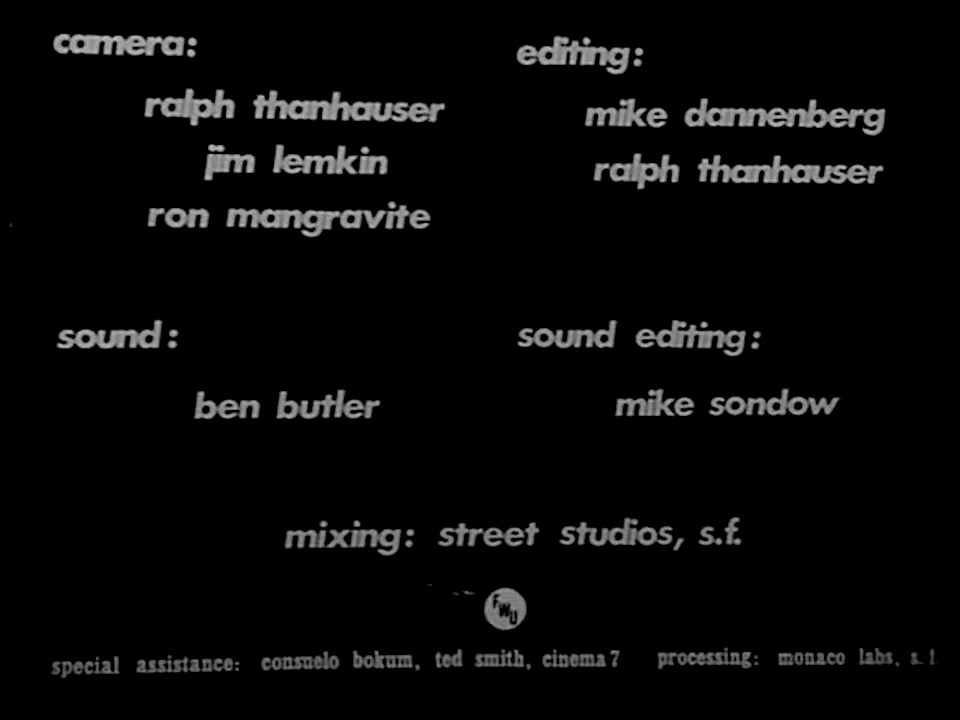 camera:
ralph thanhauser
jim lemkin
ron mangravite
editing:
mike dannenberg
ralph thanhauser
sound:
ben butler
sound editing:
mike sondow
mixing: street studios, s.f.
FWU
special assistance: consuelo bokum, ted smith, cinema 7
processing: monaco labs,